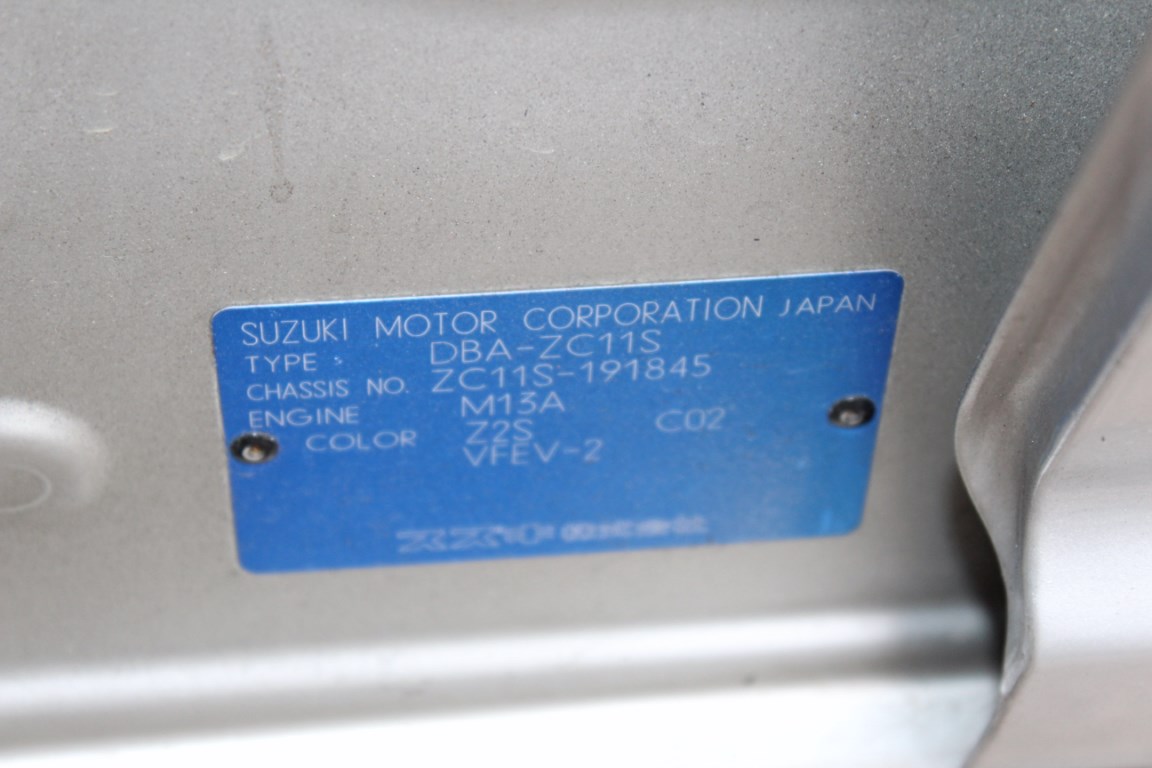 SUZUKI MOTOR CORPORATION JAPAN
TYPE : DBA-ZC11S
CHASSIS NO. ZC11S-191845
ENGINE M13A
COLOR Z2S C02
VFEV-2